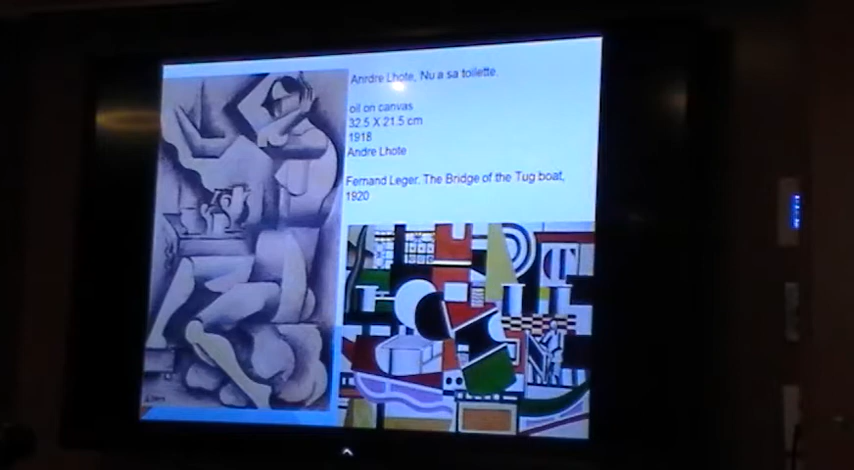 Anrdre Lhote, Nu a sa toilette.
oil on canvas
32.5 X 21.5 cm
1918
Andre Lhote
Fernand Leger. The Bridge of the Tug boat,
1920